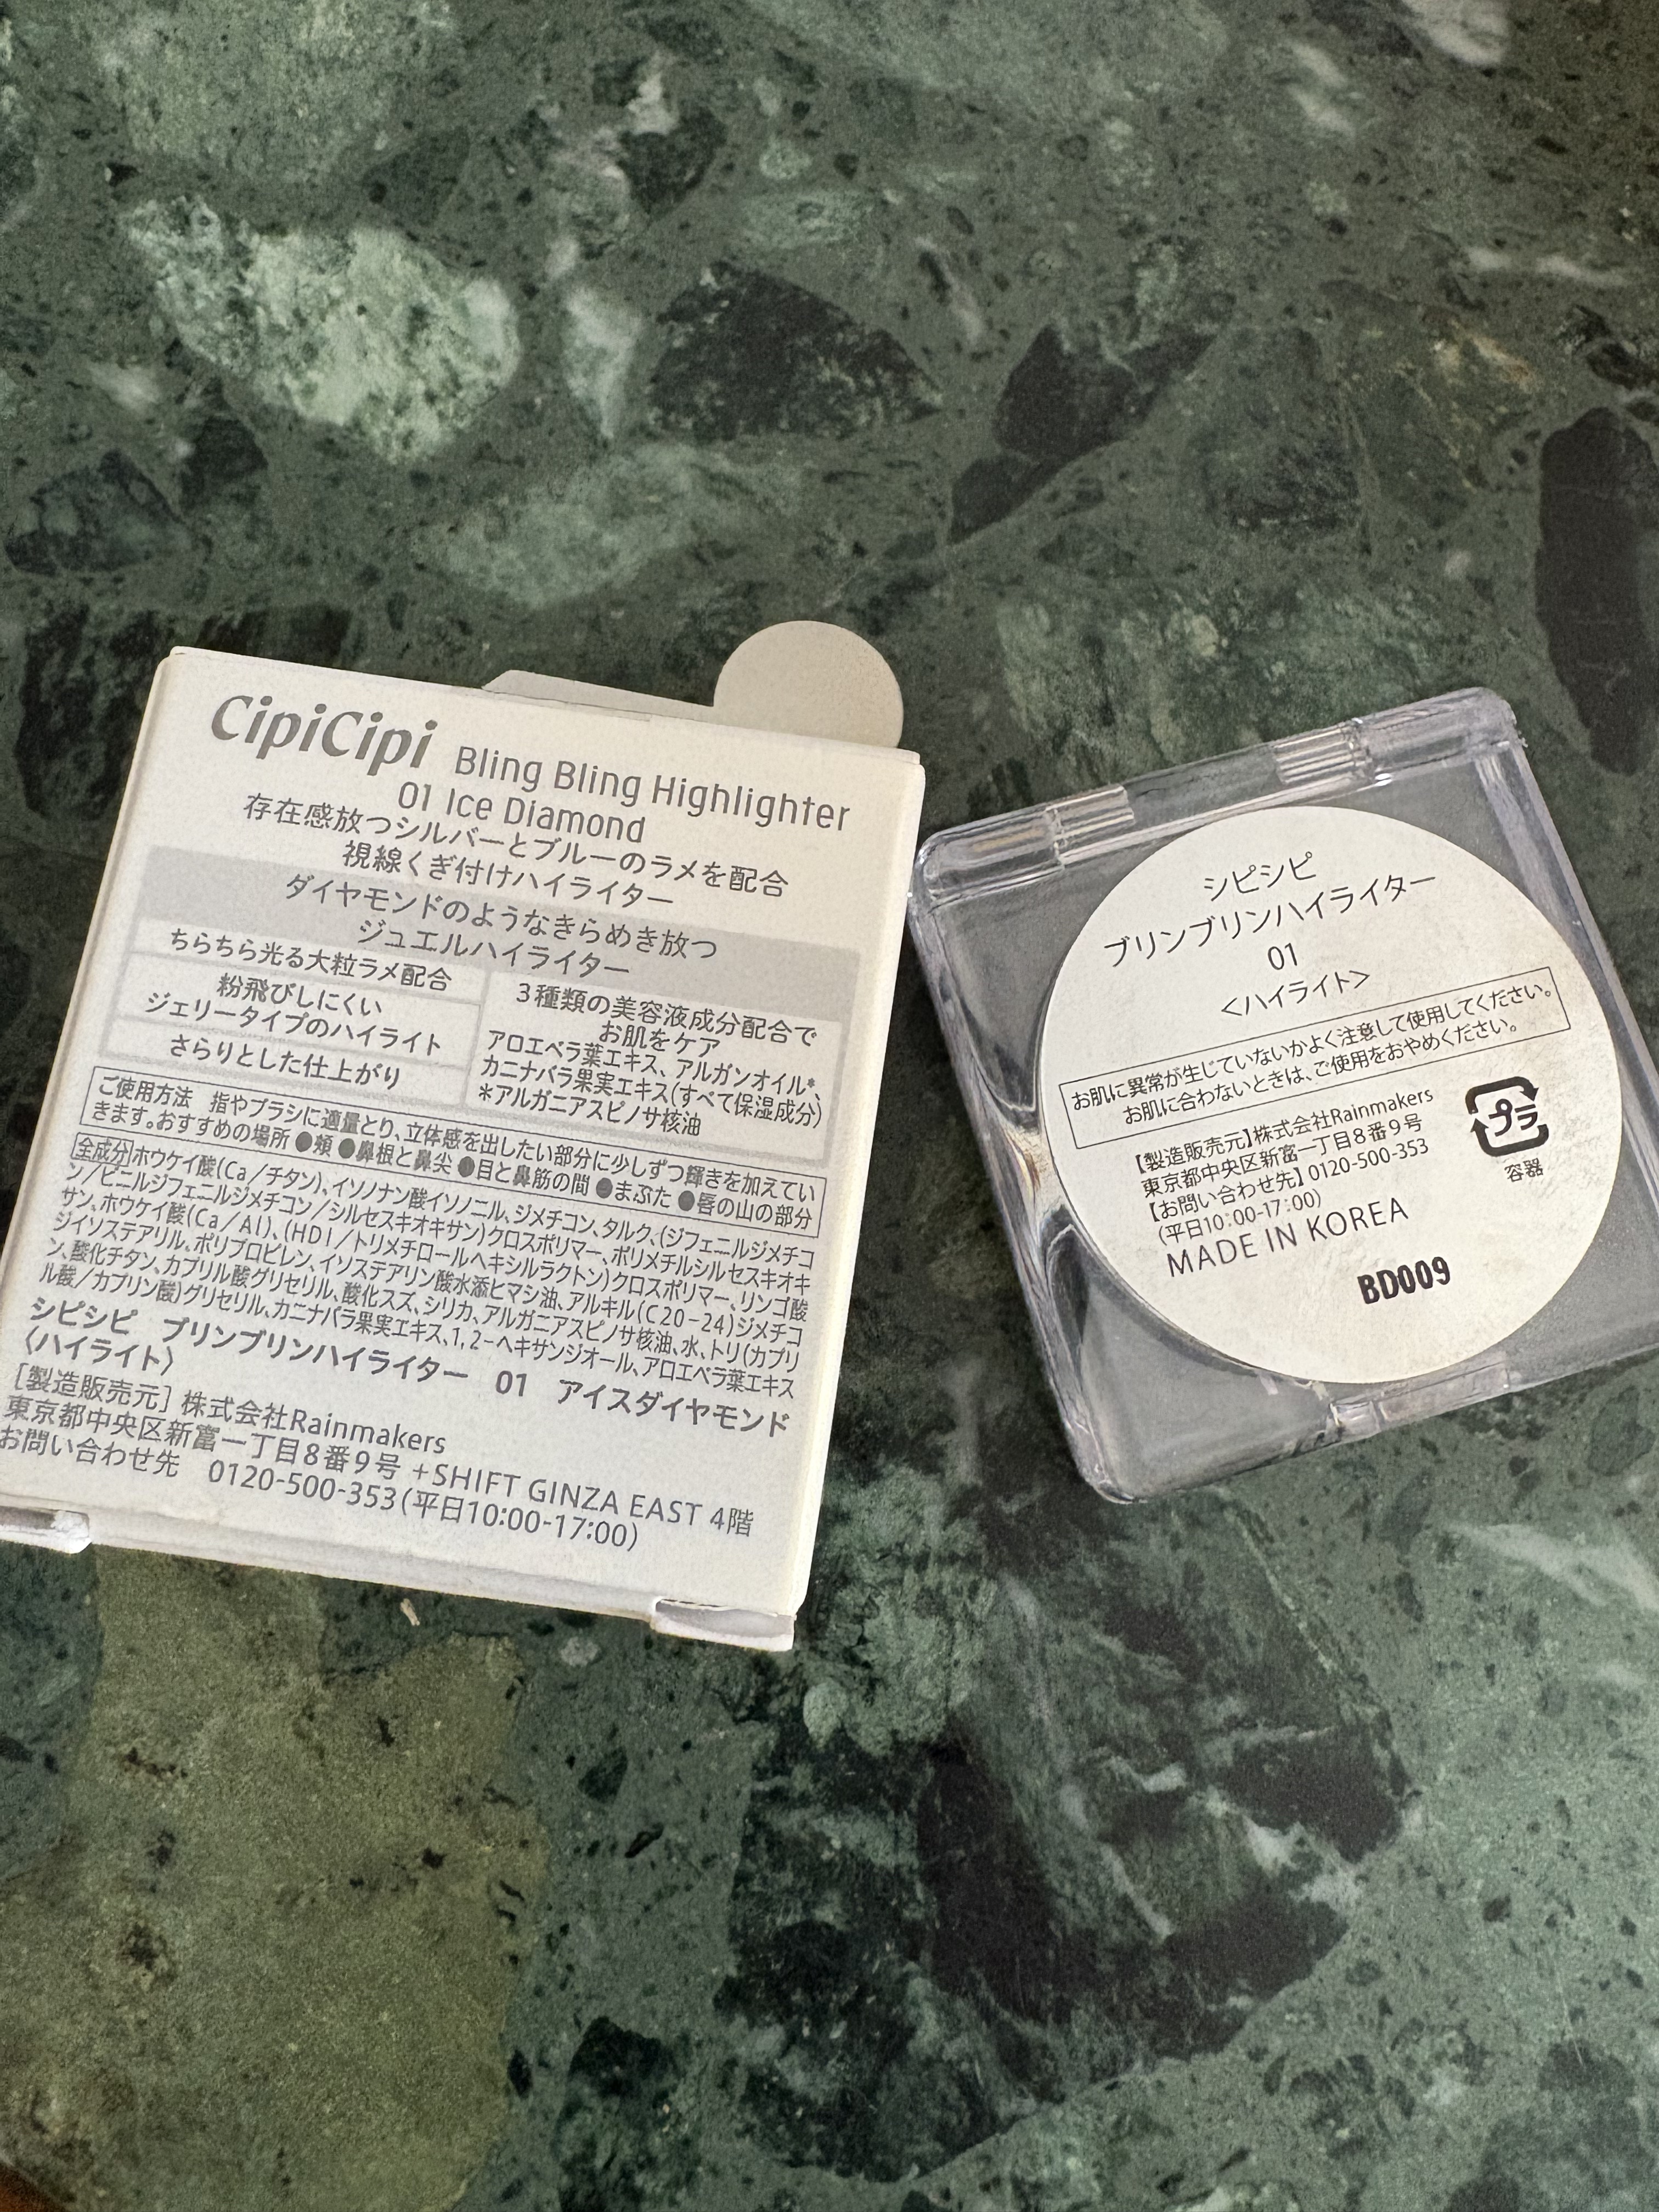 CipiCipi Bling Bling Highlighter
01 Ice Diamond
存在感放つシルバーとブルーのラメを配合
視線くぎ付けハイライター
ダイヤモンドのようなきらめき放つ
ジュエルハイライター
ちらちら光る大粒ラメ配合
粉飛びしにくい
ジェリータイプのハイライト
さらりとした仕上がり
3種類の美容液成分配合で
お肌をケア
アロエベラ葉エキス、アルガンオイル*、
カニナバラ果実エキス(すべて保湿成分)
*アルガニアスピノサ核油
ご使用方法 指やブラシに適量とり、立体感を出したい部分に少しずつ輝きを加えてい
きます。おすすめの場所 ●頬 ●鼻根と鼻尖 ●目と鼻筋の間 ●まぶた ●唇の山の部分
全成分 ホウケイ酸(Ca/チタン)、イソノナン酸イソノニル、ジメチコン、タルク、(ジフェニルジメチコ
ン/ビニルジフェニルジメチコン/シルセスキオキサン)クロスポリマー、ポリメチルシルセスキオキ
サン、ホウケイ酸(Ca/Al)、(HDI/トリメチロールヘキシルラクトン)クロスポリマー、リンゴ酸
ジイソステアリル、ポリプロピレン、イソステアリン酸水添ヒマシ油、アルキル(C20-24)ジメチコ
ン、酸化チタン、カプリル酸グリセリル、酸化スズ、シリカ、アルガニアスピノサ核油、水、トリ(カプリ
ル酸/カプリン酸)グリセリル、カニナバラ果実エキス、1,2-ヘキサンジオール、アロエベラ葉エキス
シピシピ ブリンブリンハイライター 01 アイスダイヤモンド
〈ハイライト〉
[製造販売元] 株式会社Rainmakers
東京都中央区新富一丁目8番9号 +SHIFT GINZA EAST 4階
お問い合わせ先 0120-500-353(平日10:00-17:00)
シピシピ
ブリンブリンハイライター
01
<ハイライト>
お肌に異常が生じていないかよく注意して使用してください。
お肌に合わないときは、ご使用をおやめください。
【製造販売元】株式会社Rainmakers
東京都中央区新富一丁目8番9号
【お問い合わせ先】0120-500-353
(平日10:00-17:00)
MADE IN KOREA
プラ
容器
BD009